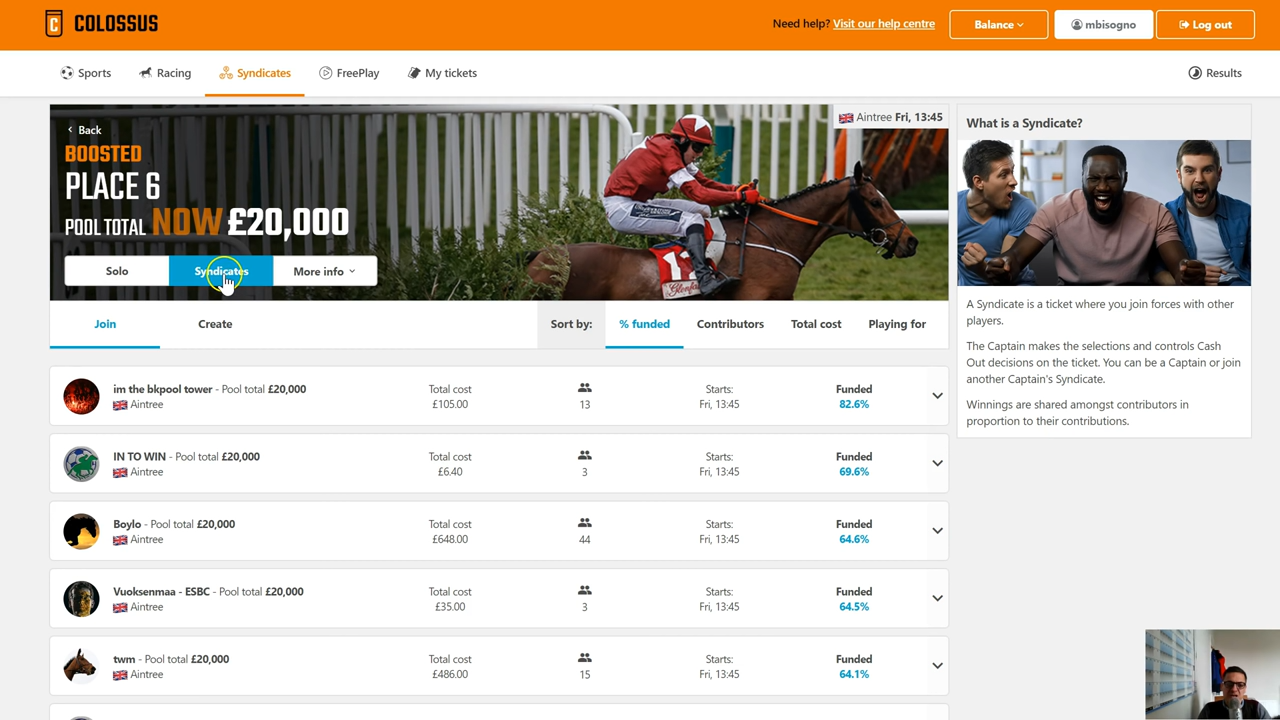 COLOSSUS
Need help? Visit our help centre
Balance
mbisogno
Log out
Sports
Racing
Syndicates
FreePlay
My tickets
Results
Back
BOOSTED
PLACE 6
POOL TOTAL NOW £20,000
Aintree Fri, 13:45
Solo
Syndicates
More info
Join
Create
Sort by:
% funded
Contributors
Total cost
Playing for
im the bkpool tower - Pool total £20,000
Aintree
Total cost
£105.00
13
Starts:
Fri, 13:45
Funded
82.6%
IN TO WIN - Pool total £20,000
Aintree
Total cost
£6.40
3
Starts:
Fri, 13:45
Funded
69.6%
Boylo - Pool total £20,000
Aintree
Total cost
£648.00
44
Starts:
Fri, 13:45
Funded
64.6%
Vuoksenmaa - ESBC - Pool total £20,000
Aintree
Total cost
£35.00
3
Starts:
Fri, 13:45
Funded
64.5%
twm - Pool total £20,000
Aintree
Total cost
£486.00
15
Starts:
Fri, 13:45
Funded
64.1%
What is a Syndicate?
A Syndicate is a ticket where you join forces with other
players.
The Captain makes the selections and controls Cash
Out decisions on the ticket. You can be a Captain or join
another Captain's Syndicate.
Winnings are shared amongst contributors in
proportion to their contributions.